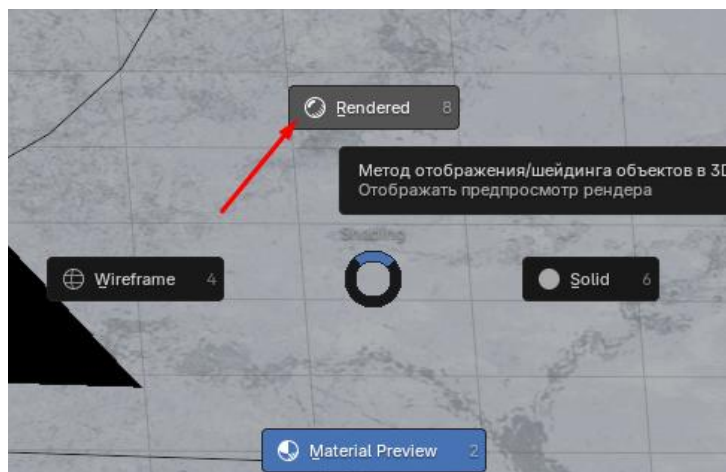 Rendered 8
Метод отображения/шейдинга объектов в 3D
Отображать предпросмотр рендера
Shading
Wireframe 4
Solid 6
Material Preview 2